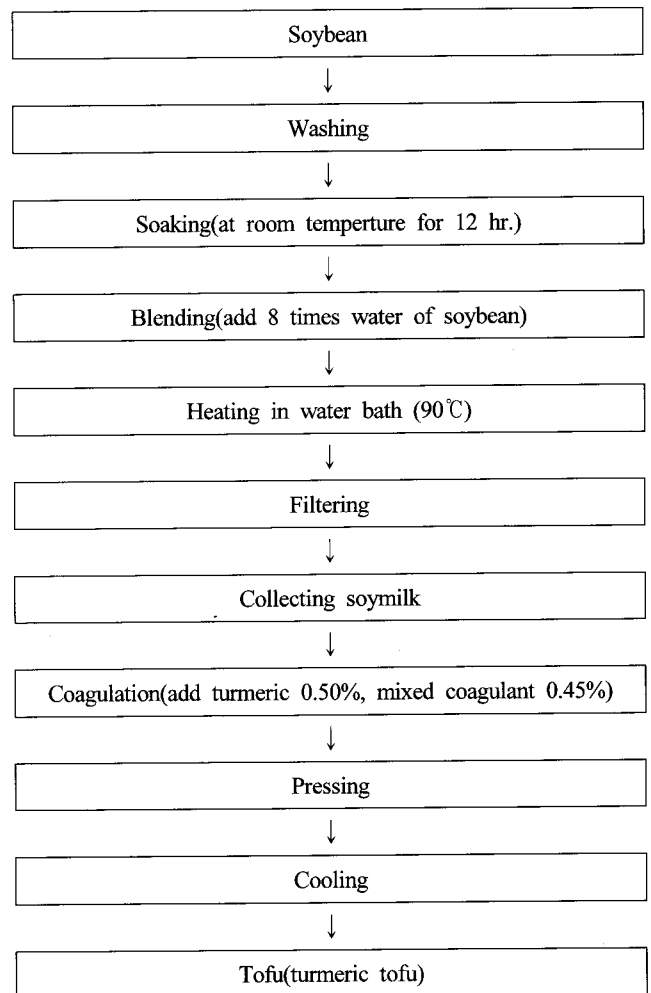 Soybean
↓
Washing
↓
Soaking(at room temperture for 12 hr.)
↓
Blending(add 8 times water of soybean)
↓
Heating in water bath (90℃)
↓
Filtering
↓
Collecting soymilk
↓
Coagulation(add turmeric 0.50%, mixed coagulant 0.45%)
↓
Pressing
↓
Cooling
↓
Tofu(turmeric tofu)